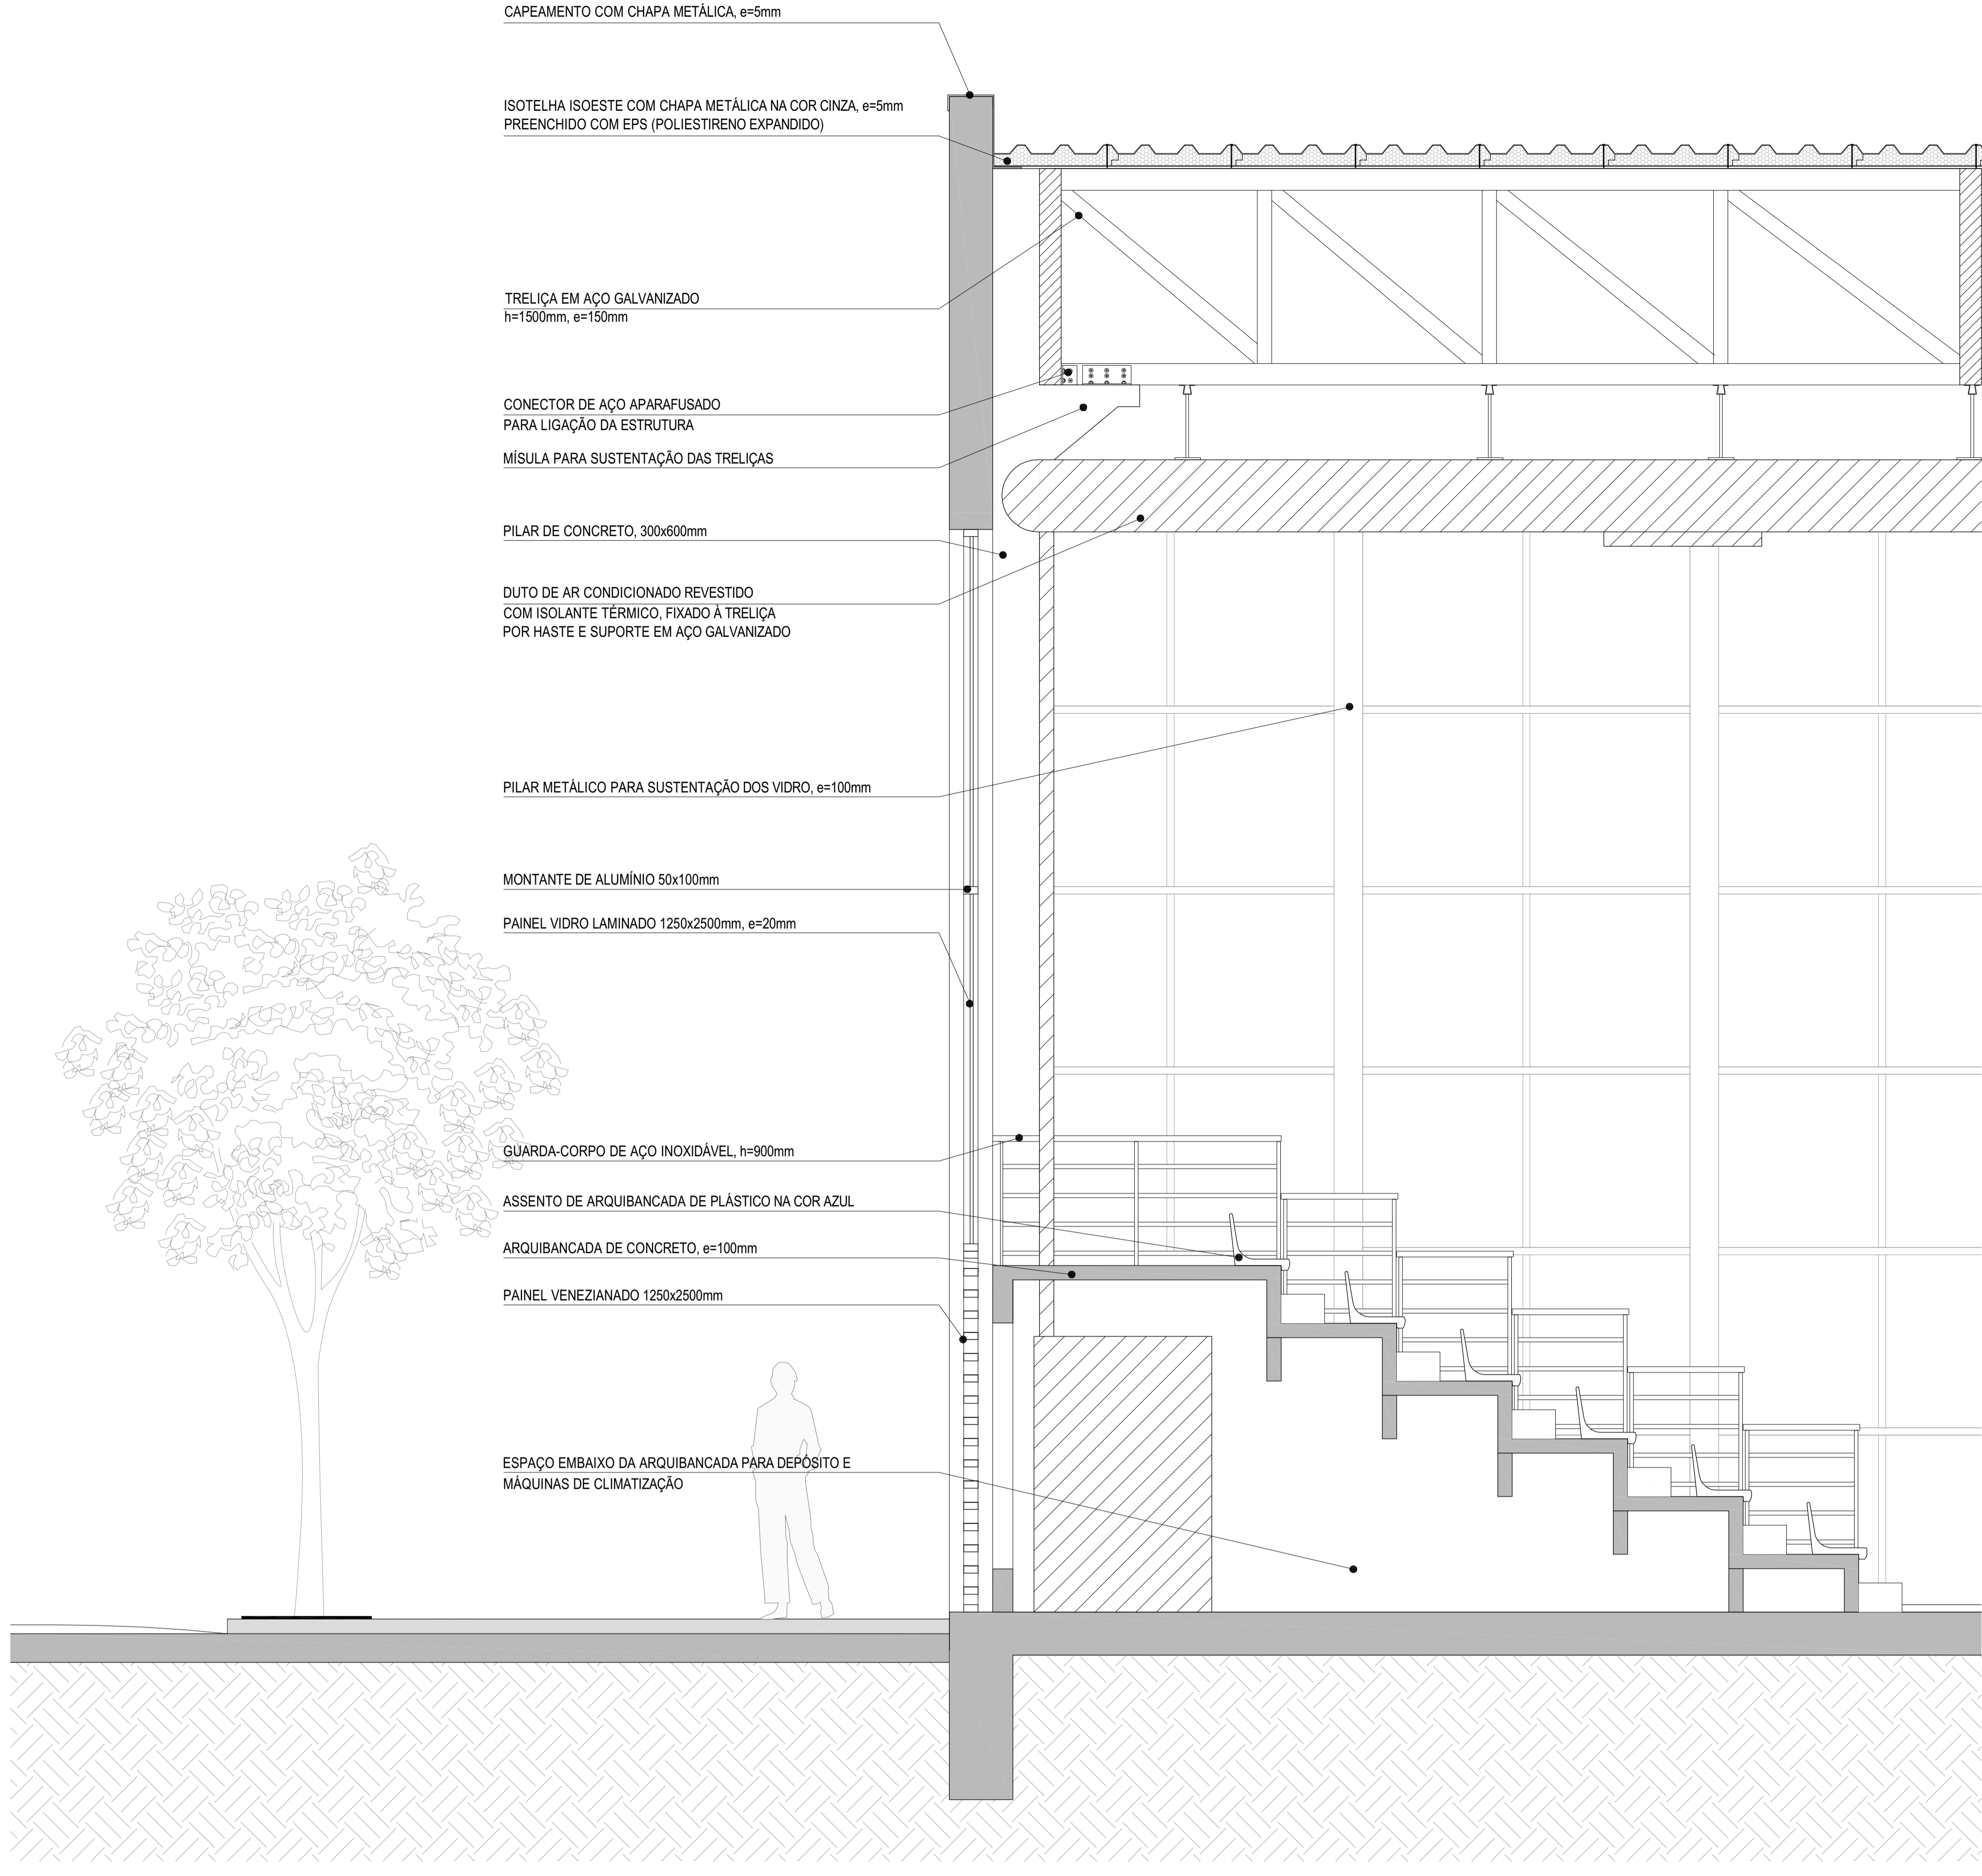 CAPEAMENTO COM CHAPA METÁLICA, e=5mm
ISOTELHA ISOESTE COM CHAPA METÁLICA NA COR CINZA, e=5mm
PREENCHIDO COM EPS (POLIESTIRENO EXPANDIDO)
TRELIÇA EM AÇO GALVANIZADO
h=1500mm, e=150mm
CONECTOR DE AÇO APARAFUSADO
PARA LIGAÇÃO DA ESTRUTURA
MÍSULA PARA SUSTENTAÇÃO DAS TRELIÇAS
PILAR DE CONCRETO, 300x600mm
DUTO DE AR CONDICIONADO REVESTIDO
COM ISOLANTE TÉRMICO, FIXADO À TRELIÇA
POR HASTE E SUPORTE EM AÇO GALVANIZADO
PILAR METÁLICO PARA SUSTENTAÇÃO DOS VIDRO, e=100mm
MONTANTE DE ALUMÍNIO 50x100mm
PAINEL VIDRO LAMINADO 1250x2500mm, e=20mm
GUARDA-CORPO DE AÇO INOXIDÁVEL, h=900mm
ASSENTO DE ARQUIBANCADA DE PLÁSTICO NA COR AZUL
ARQUIBANCADA DE CONCRETO, e=100mm
PAINEL VENEZIANADO 1250x2500mm
ESPAÇO EMBAIXO DA ARQUIBANCADA PARA DEPÓSITO E
MÁQUINAS DE CLIMATIZAÇÃO